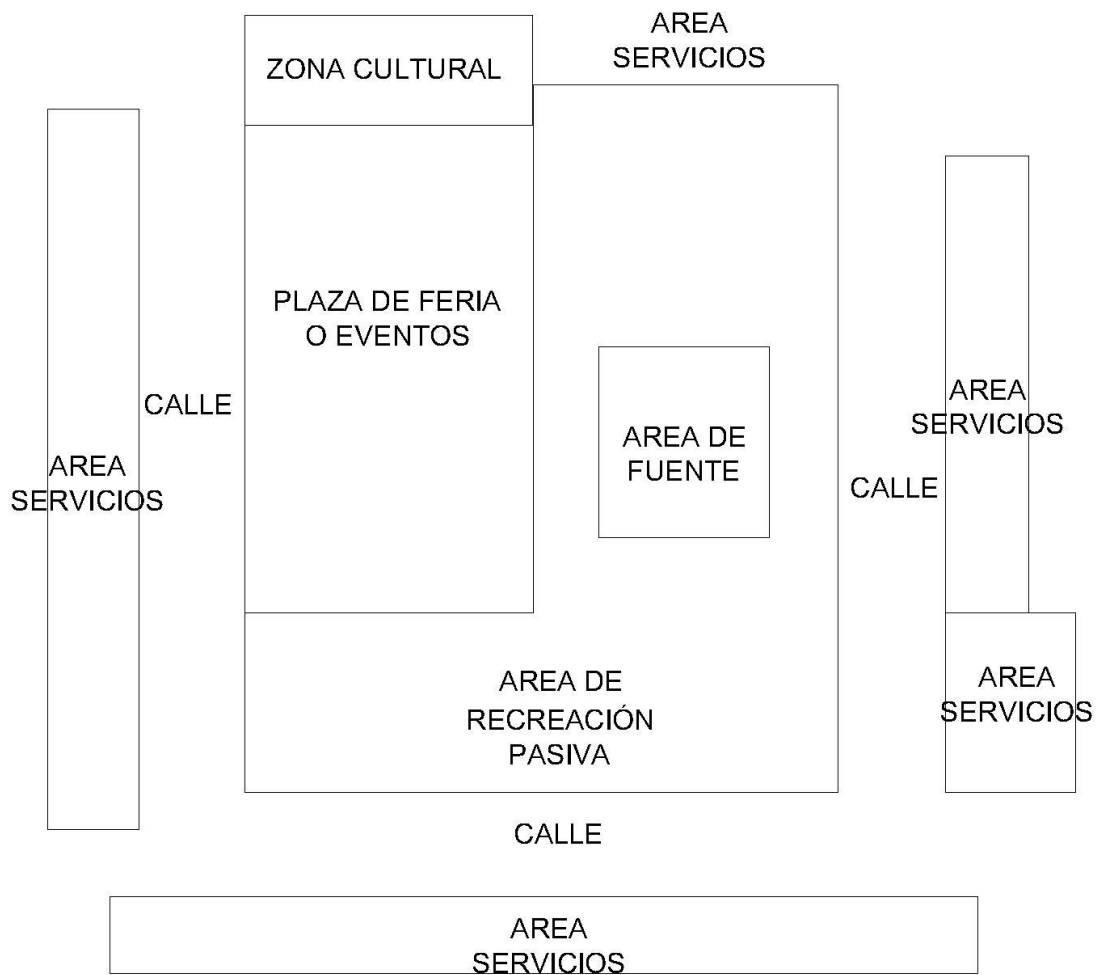 AREA
SERVICIOS
ZONA CULTURAL
PLAZA DE FERIA
O EVENTOS
CALLE
AREA
SERVICIOS
AREA DE
FUENTE
AREA
SERVICIOS
CALLE
AREA DE
RECREACIÓN
PASIVA
AREA
SERVICIOS
CALLE
AREA
SERVICIOS